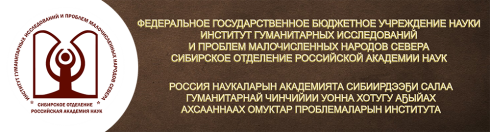 ИНСТИТУТ ГУМАНИТАРНЫХ ИССЛЕДОВАНИЙ И ПРОБЛЕМ МАЛОЧИСЛЕННЫХ НАРОДОВ СЕВЕРА
СИБИРСКОЕ ОТДЕЛЕНИЕ
РОССИЙСКАЯ АКАДЕМИЯ НАУК
ФЕДЕРАЛЬНОЕ ГОСУДАРСТВЕННОЕ БЮДЖЕТНОЕ УЧРЕЖДЕНИЕ НАУКИ
ИНСТИТУТ ГУМАНИТАРНЫХ ИССЛЕДОВАНИЙ
И ПРОБЛЕМ МАЛОЧИСЛЕННЫХ НАРОДОВ СЕВЕРА
СИБИРСКОЕ ОТДЕЛЕНИЕ РОССИЙСКОЙ АКАДЕМИИ НАУК
РОССИЯ НАУКАЛАРЫН АКАДЕМИЯТА СИБИИРДЭЭҔИ САЛАА
ГУМАНИТАРНАЙ ЧИНЧИЙИИ УОННА ХОТУГУ АҔЫЙАХ
АХСААННААХ ОМУКТАР ПРОБЛЕМАЛАРЫН ИНСТИТУТА